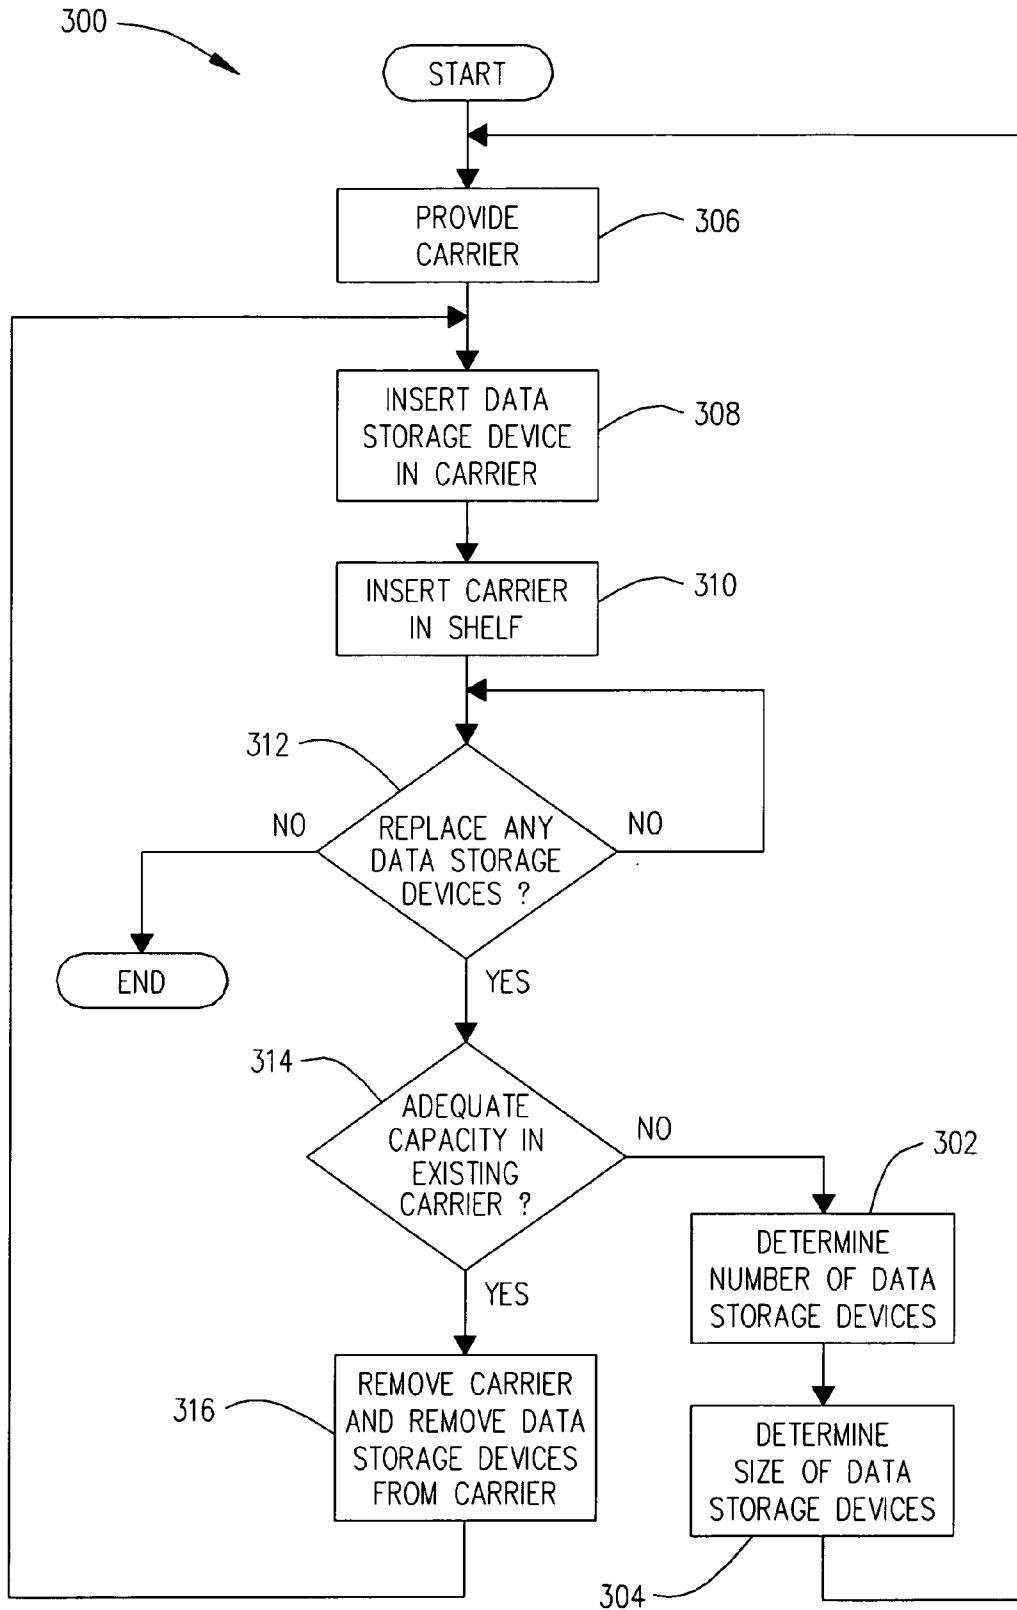 300
START
PROVIDE
CARRIER
306
INSERT DATA
STORAGE DEVICE
IN CARRIER
308
INSERT CARRIER
IN SHELF
310
312
NO
REPLACE ANY
DATA STORAGE
DEVICES ?
NO
END
YES
314
ADEQUATE
CAPACITY IN
EXISTING
CARRIER ?
NO
302
DETERMINE
NUMBER OF DATA
STORAGE DEVICES
YES
316
REMOVE CARRIER
AND REMOVE DATA
STORAGE DEVICES
FROM CARRIER
DETERMINE
SIZE OF DATA
STORAGE DEVICES
304